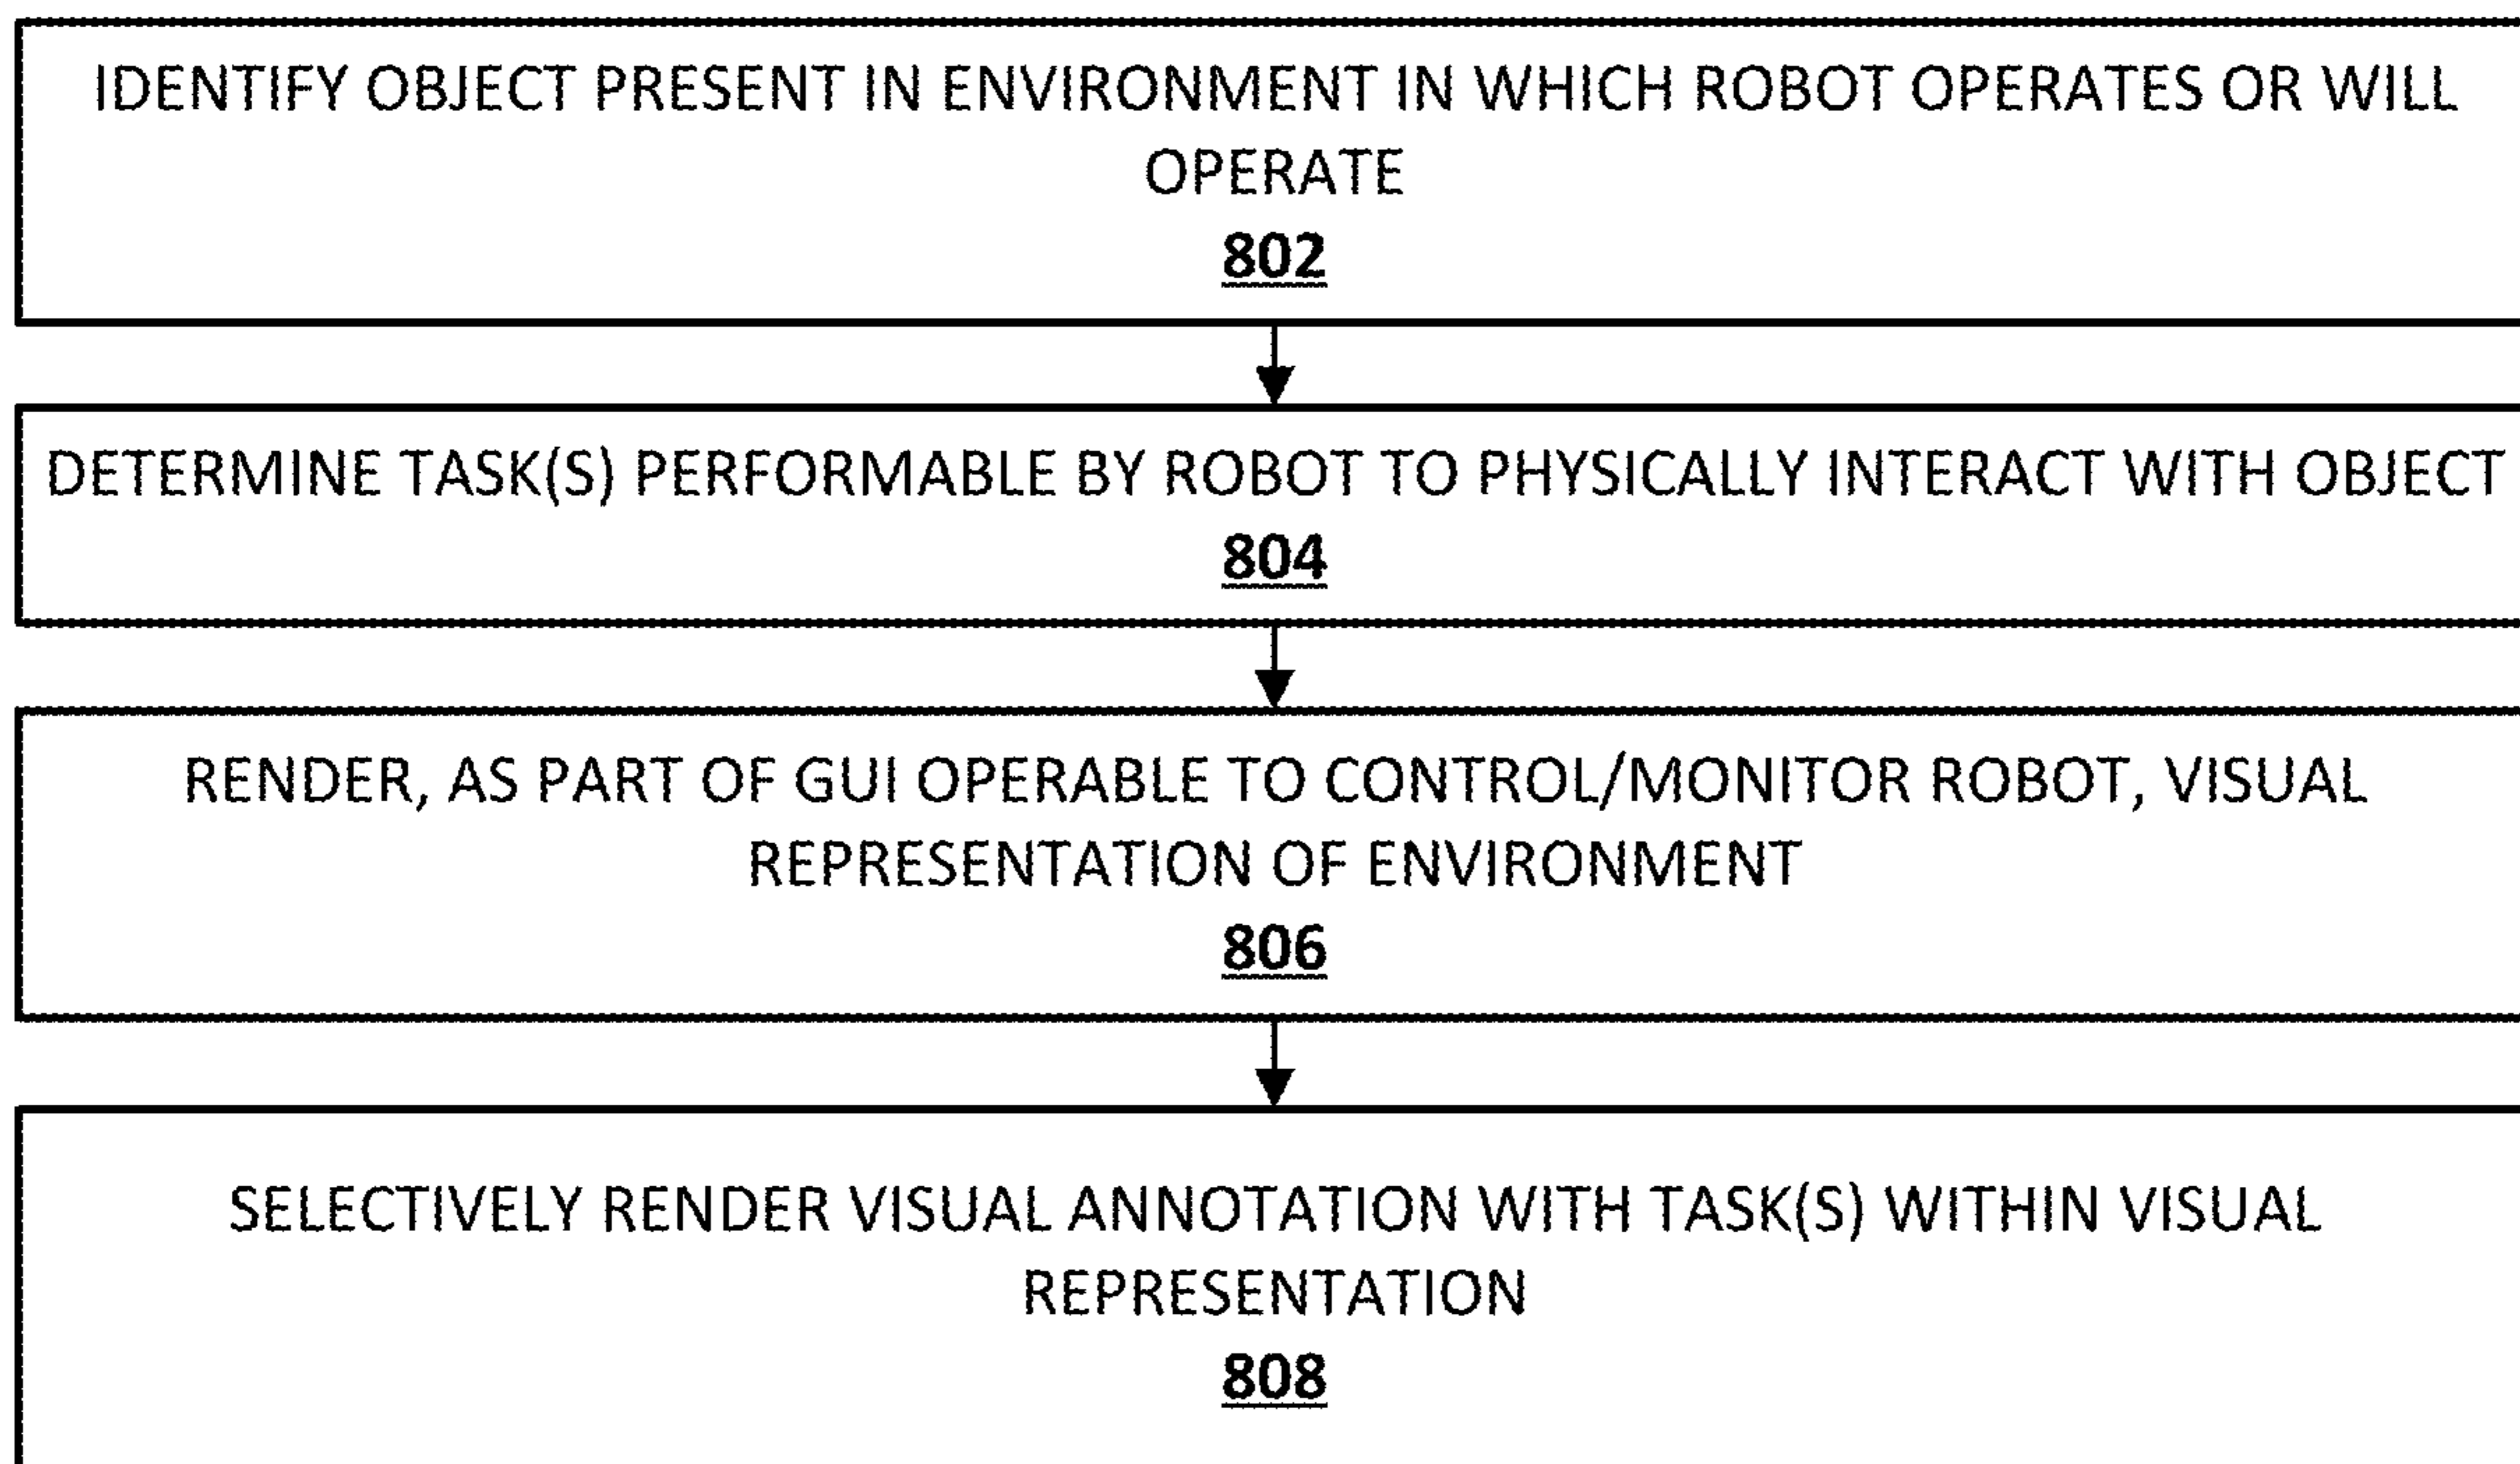 IDENTIFY OBJECT PRESENT IN ENVIRONMENT IN WHICH ROBOT OPERATES OR WILL
OPERATE
802
DETERMINE TASK(S) PERFORMABLE BY ROBOT TO PHYSICALLY INTERACT WITH OBJECT
804
RENDER, AS PART OF GUI OPERABLE TO CONTROL/MONITOR ROBOT, VISUAL
REPRESENTATION OF ENVIRONMENT
806
SELECTIVELY RENDER VISUAL ANNOTATION WITH TASK(S) WITHIN VISUAL
REPRESENTATION
808